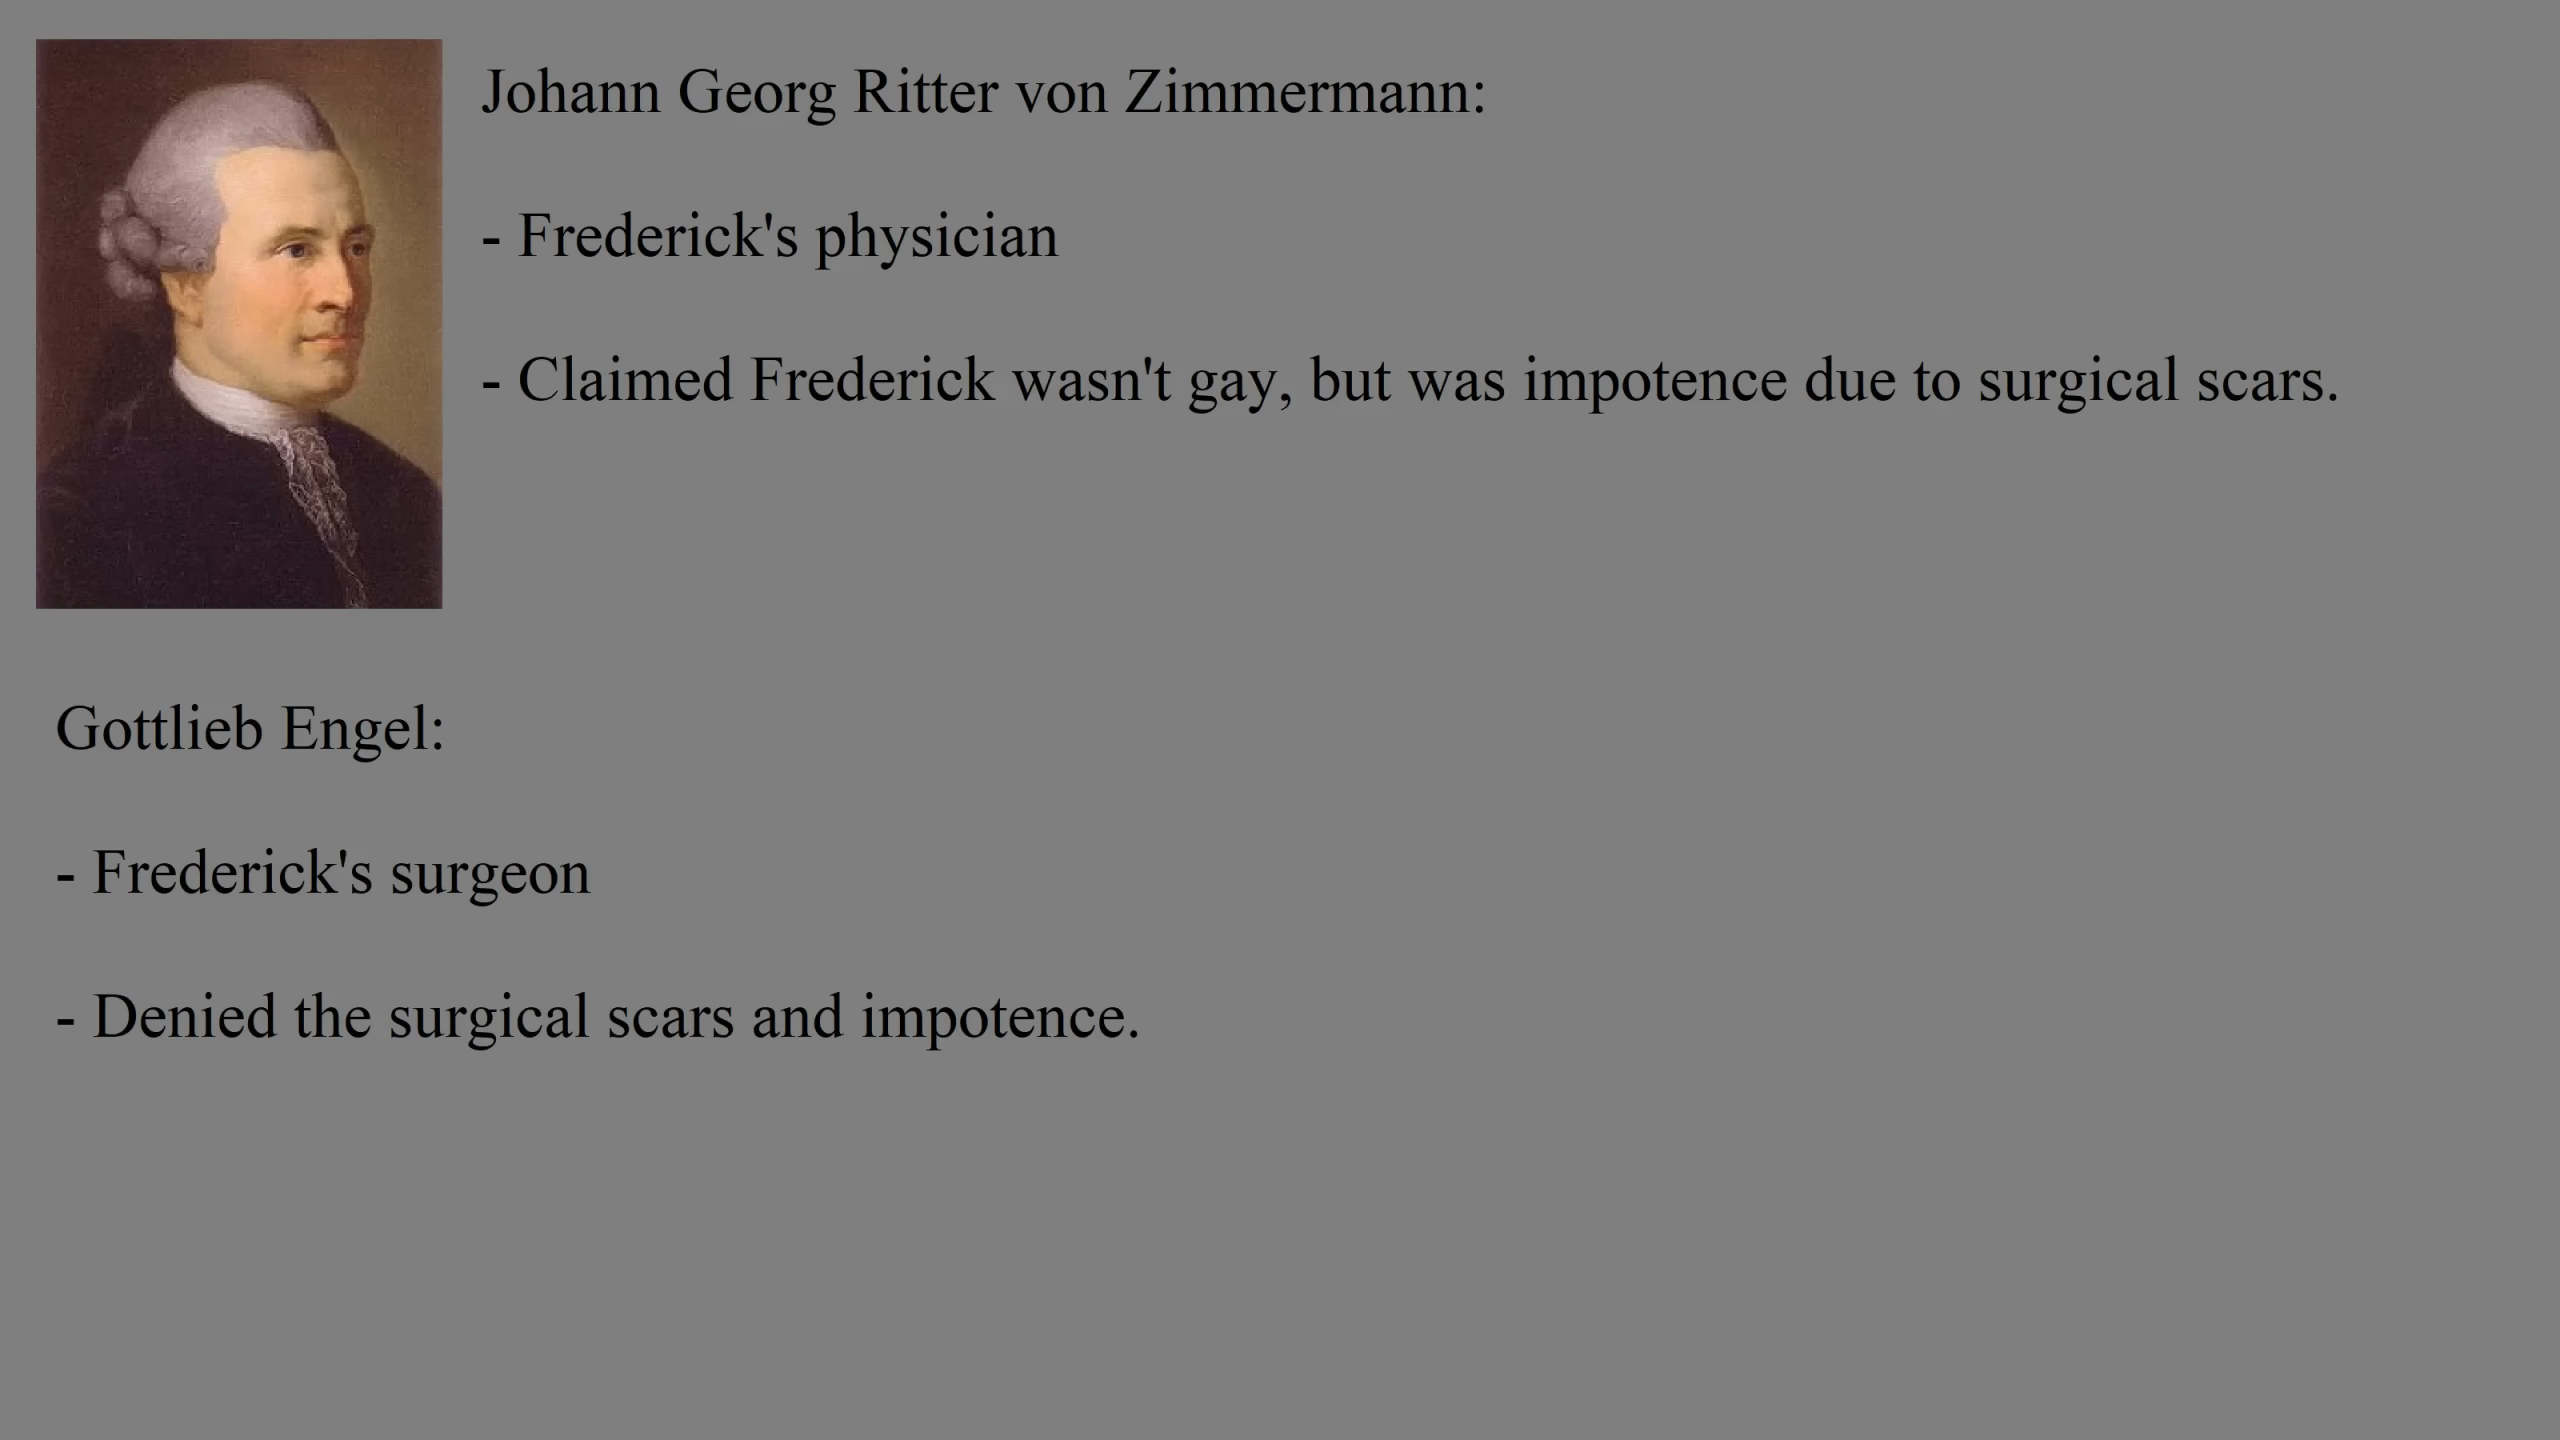 Johann Georg Ritter von Zimmermann:
- Frederick's physician
- Claimed Frederick wasn't gay, but was impotence due to surgical scars.
Gottlieb Engel:
- Frederick's surgeon
- Denied the surgical scars and impotence.